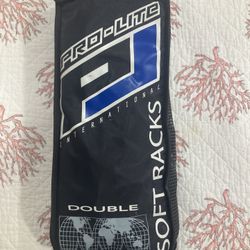 PRO-LITE
INTERNATIONAL
SOFT RACKS
DOUBLE